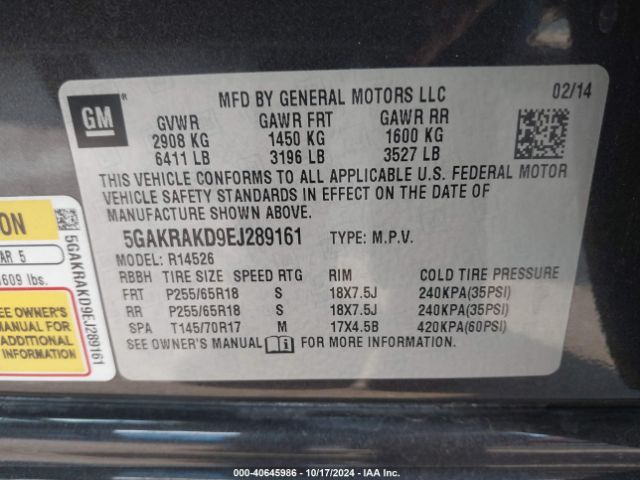 GM
MFD BY GENERAL MOTORS LLC
02/14
GVWR GAWR FRT GAWR RR
2908 KG 1450 KG 1600 KG
6411 LB 3196 LB 3527 LB
THIS VEHICLE CONFORMS TO ALL APPLICABLE U.S. FEDERAL MOTOR
VEHICLE SAFETY STANDARDS IN EFFECT ON THE DATE OF
MANUFACTURE SHOWN ABOVE.
5GAKRAKD9EJ289161 TYPE: M.P.V.
MODEL: R14526
RBBH TIRE SIZE SPEED RTG RIM COLD TIRE PRESSURE
FRT P255/65R18 S 18X7.5J 240KPA(35PSI)
RR P255/65R18 S 18X7.5J 240KPA(35PSI)
SPA T145/70R17 M 17X4.5B 420KPA(60PSI)
SEE OWNER'S MANUAL FOR MORE INFORMATION.
ION
AR 5
609 lbs.
SEE OWNER'S
MANUAL FOR
ADDITIONAL
INFORMATION
5GAKRAKD9EJ289161
000-40645986 - 10/17/2024 - IAA Inc.